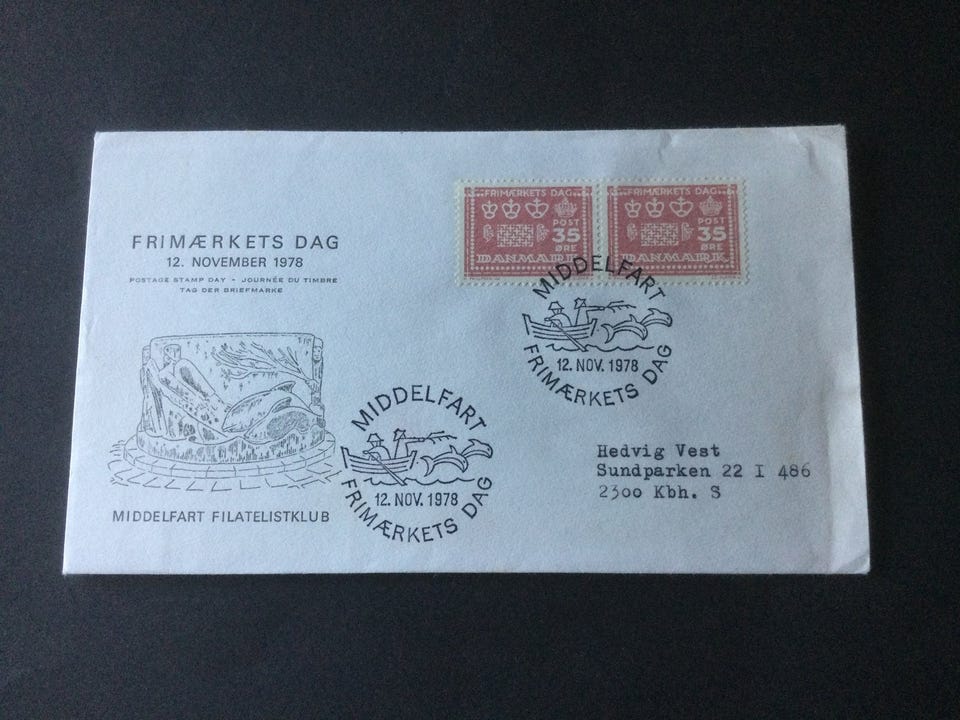 FRIMÆRKETS DAG
12. NOVEMBER 1978
POSTAGE STAMP DAY - JOURNÉE DU TIMBRE
TAG DER BRIEFMARKE
MIDDELFART FILATELISTKLUB
FRIMÆRKETS DAG
POST
35
ØRE
DANMARK
FRIMÆRKETS DAG
POST
35
ØRE
DANMARK
MIDDELFART
12. NOV. 1978
FRIMÆRKETS DAG
MIDDELFART
12. NOV. 1978
FRIMÆRKETS DAG
Hedvig Vest
Sundparken 22 I 486
2300 Kbh. S